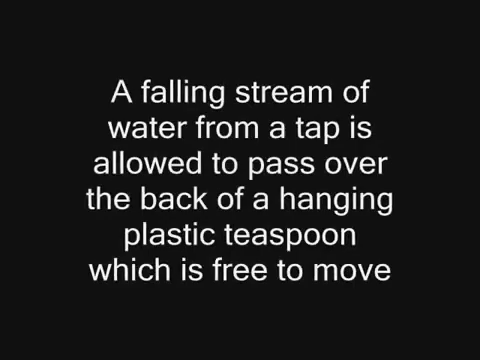 A falling stream of
water from a tap is
allowed to pass over
the back of a hanging
plastic teaspoon
which is free to move